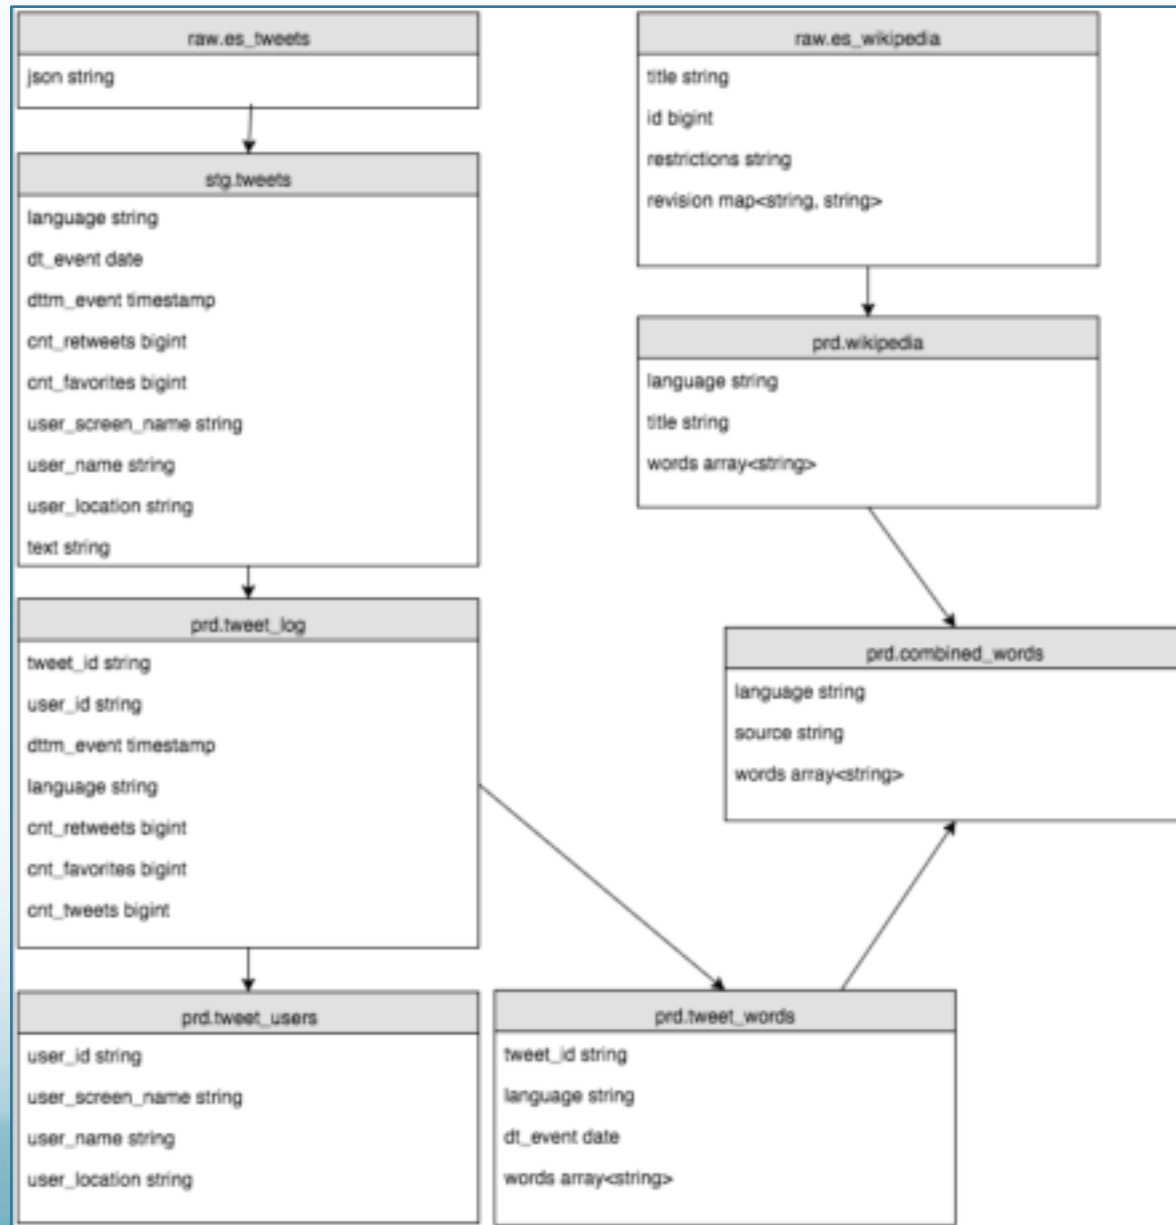 raw.es_tweets
json string
stg.tweets
language string
dt_event date
dttm_event timestamp
cnt_retweets bigint
cnt_favorites bigint
user_screen_name string
user_name string
user_location string
text string
prd.tweet_log
tweet_id string
user_id string
dttm_event timestamp
language string
cnt_retweets bigint
cnt_favorites bigint
cnt_tweets bigint
prd.tweet_users
user_id string
user_screen_name string
user_name string
user_location string
raw.es_wikipedia
title string
id bigint
restrictions string
revision map<string, string>
prd.wikipedia
language string
title string
words array<string>
prd.combined_words
language string
source string
words array<string>
prd.tweet_words
tweet_id string
language string
dt_event date
words array<string>